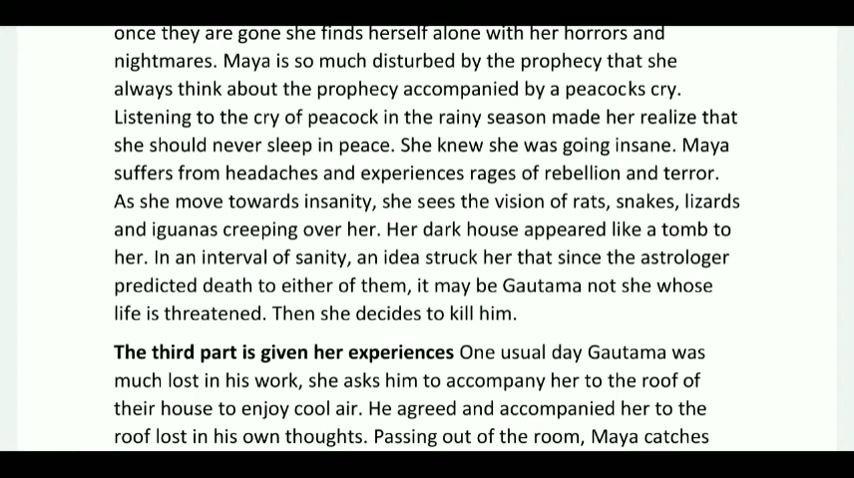 once they are gone she finds herself alone with her horrors and
nightmares. Maya is so much disturbed by the prophecy that she
always think about the prophecy accompanied by a peacocks cry.
Listening to the cry of peacock in the rainy season made her realize that
she should never sleep in peace. She knew she was going insane. Maya
suffers from headaches and experiences rages of rebellion and terror.
As she move towards insanity, she sees the vision of rats, snakes, lizards
and iguanas creeping over her. Her dark house appeared like a tomb to
her. In an interval of sanity, an idea struck her that since the astrologer
predicted death to either of them, it may be Gautama not she whose
life is threatened. Then she decides to kill him.
The third part is given her experiences One usual day Gautama was
much lost in his work, she asks him to accompany her to the roof of
their house to enjoy cool air. He agreed and accompanied her to the
roof lost in his own thoughts. Passing out of the room, Maya catches